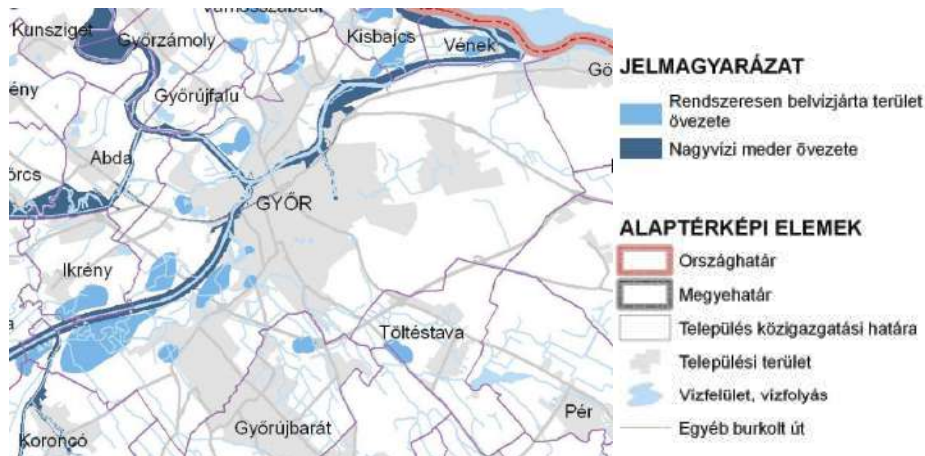 Kunsziget
Győrzámoly
Kisbajcs
Vének
Győrújfalu
Abda
GYŐR
Ikrény
Töltéstava
Pér
Győrújbarát
Koroncó
JELMAGYARÁZAT
Rendszeresen belvízjárta terület
övezete
Nagyvízi meder övezete
ALAPTÉRKÉPI ELEMEK
Országhatár
Megyehatár
Település közigazgatási határa
Települési terület
Vízfelület, vízfolyás
Egyéb burkolt út